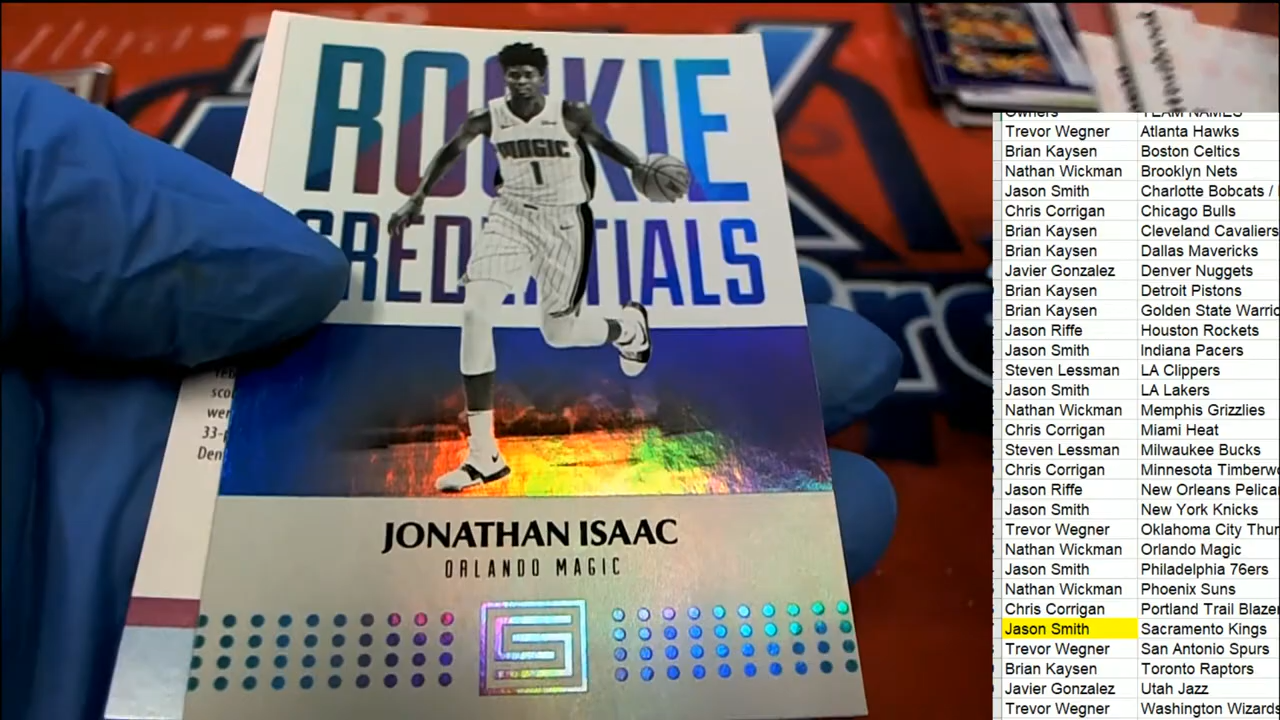 ROOKIE
CREDENTIALS
MAGIC
1
JONATHAN ISAAC
ORLANDO MAGIC
S
scor
wer
33-p
Den
Owners TEAM NAMES
Trevor Wegner Atlanta Hawks
Brian Kaysen Boston Celtics
Nathan Wickman Brooklyn Nets
Jason Smith Charlotte Bobcats /
Chris Corrigan Chicago Bulls
Brian Kaysen Cleveland Cavaliers
Brian Kaysen Dallas Mavericks
Javier Gonzalez Denver Nuggets
Brian Kaysen Detroit Pistons
Brian Kaysen Golden State Warric
Jason Riffe Houston Rockets
Jason Smith Indiana Pacers
Steven Lessman LA Clippers
Jason Smith LA Lakers
Nathan Wickman Memphis Grizzlies
Chris Corrigan Miami Heat
Steven Lessman Milwaukee Bucks
Chris Corrigan Minnesota Timberwo
Jason Riffe New Orleans Pelica
Jason Smith New York Knicks
Trevor Wegner Oklahoma City Thun
Nathan Wickman Orlando Magic
Jason Smith Philadelphia 76ers
Nathan Wickman Phoenix Suns
Chris Corrigan Portland Trail Blaze
Jason Smith Sacramento Kings
Trevor Wegner San Antonio Spurs
Brian Kaysen Toronto Raptors
Javier Gonzalez Utah Jazz
Trevor Wegner Washington Wizards